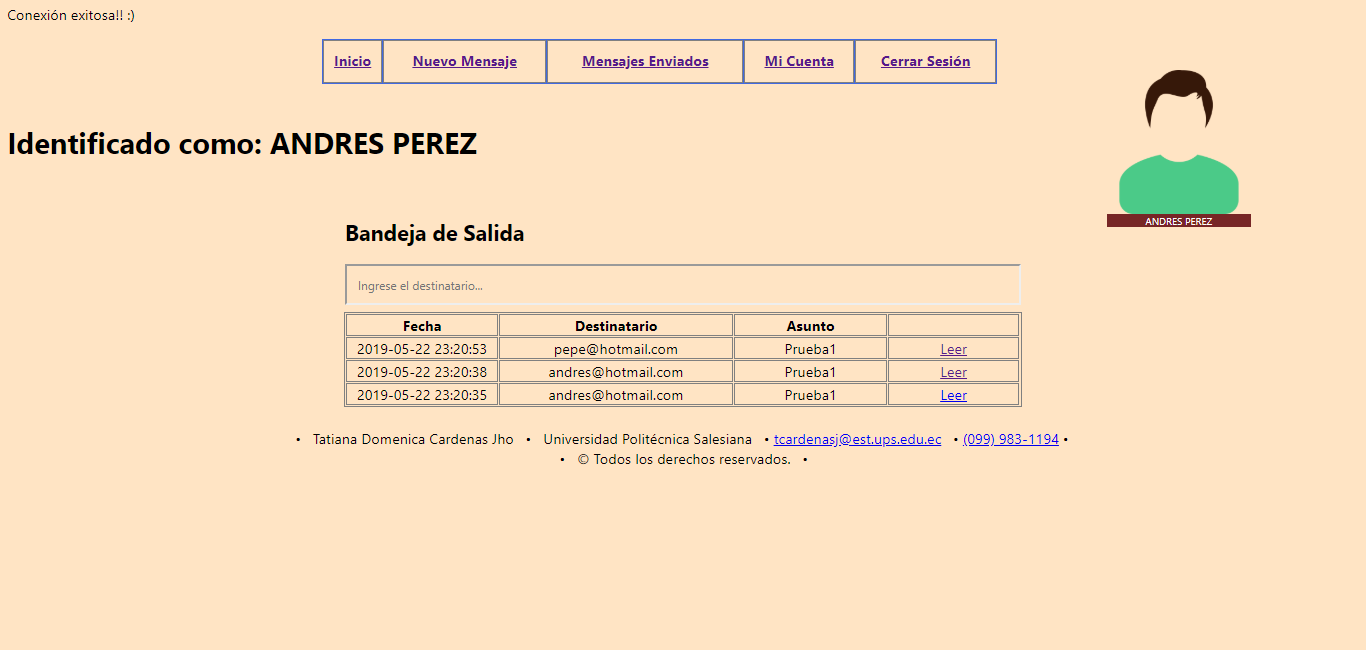 Conexión exitosa!! :)
Inicio Nuevo Mensaje Mensajes Enviados Mi Cuenta Cerrar Sesión
Identificado como: ANDRES PEREZ
ANDRES PEREZ
Bandeja de Salida
Ingrese el destinatario...
Fecha Destinatario Asunto
2019-05-22 23:20:53 pepe@hotmail.com Prueba1 Leer
2019-05-22 23:20:38 andres@hotmail.com Prueba1 Leer
2019-05-22 23:20:35 andres@hotmail.com Prueba1 Leer
• Tatiana Domenica Cardenas Jho • Universidad Politécnica Salesiana • tcardenasj@est.ups.edu.ec • (099) 983-1194 •
• © Todos los derechos reservados. •